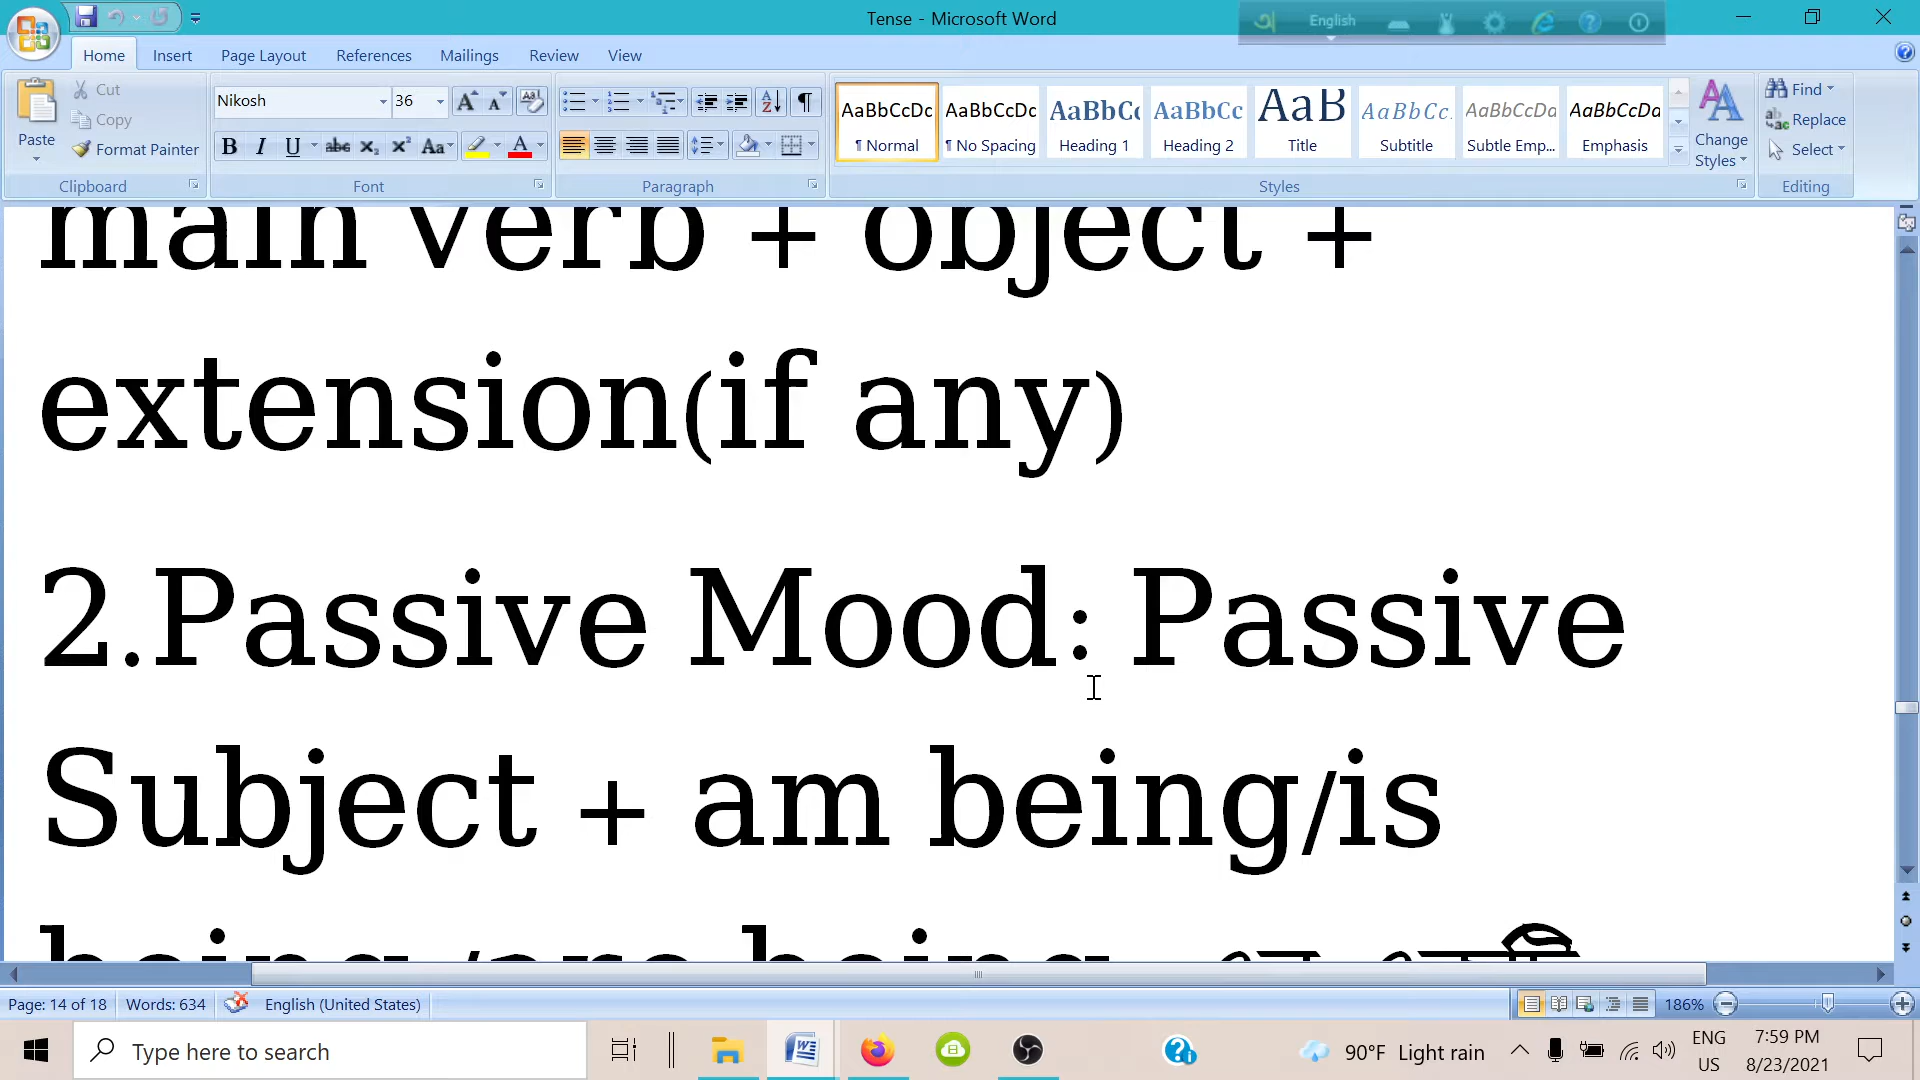 Tense - Microsoft Word
English
Home Insert Page Layout References Mailings Review View
Paste
Cut
Copy
Format Painter
Clipboard
Nikosh 36
Font
Paragraph
AaBbCcDc AaBbCcDc AaBbCc AaBbCc AaB AaBbCc. AaBbCcDa AaBbCcDa
¶ Normal ¶ No Spacing Heading 1 Heading 2 Title Subtitle Subtle Emp... Emphasis
Change Styles
Styles
Find
Replace
Select
Editing
main verb + object +
extension(if any)
2.Passive Mood: Passive
Subject + am being/is
being/are being
Page: 14 of 18 Words: 634 English (United States) 186%
Type here to search
90°F Light rain
ENG
US
7:59 PM
8/23/2021